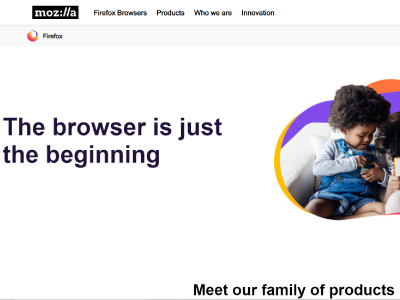 moz://a Firefox Browsers Products Who we are Innovation
Firefox
The browser is just
the beginning
Meet our family of products